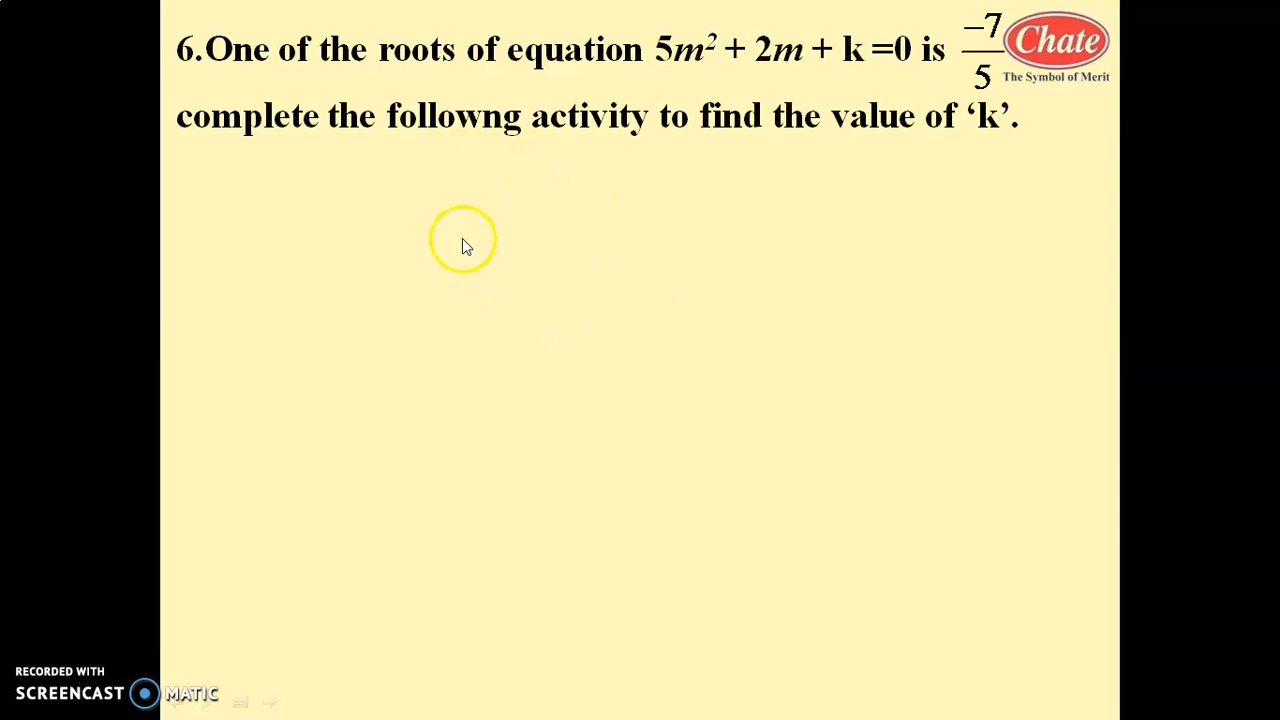 6.One of the roots of equation 5m² + 2m + k =0 is –7/5
complete the followng activity to find the value of ‘k’.
Chate
The Symbol of Merit
RECORDED WITH
SCREENCAST MATIC